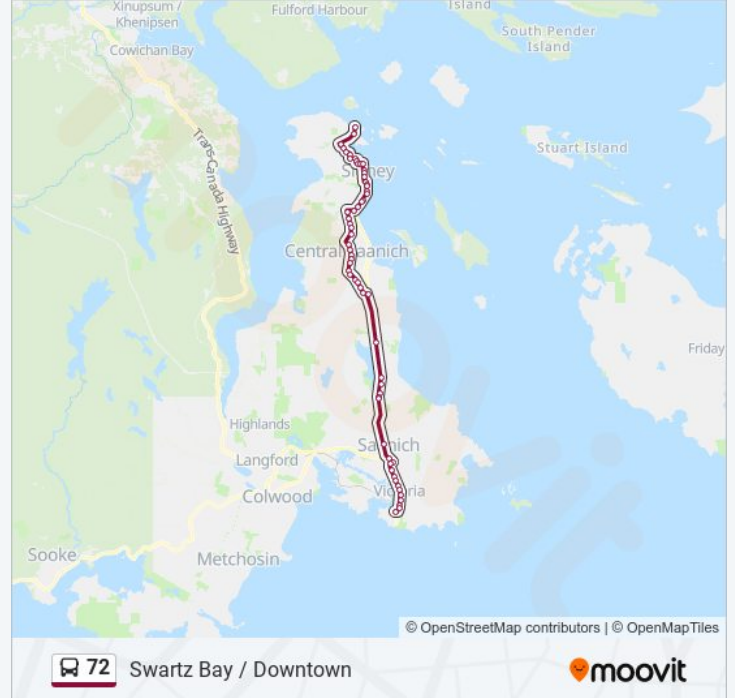 Xinupsum /
Khenipsen
Fulford Harbour
Island
South Pender
Island
Cowichan Bay
Trans-Canada Highway
Stuart Island
Sidney
Central Saanich
Friday
Highlands
Saanich
Langford
Colwood
Victoria
Sooke
Metchosin
© OpenStreetMap contributors | © OpenMapTiles
72 Swartz Bay / Downtown
moovit